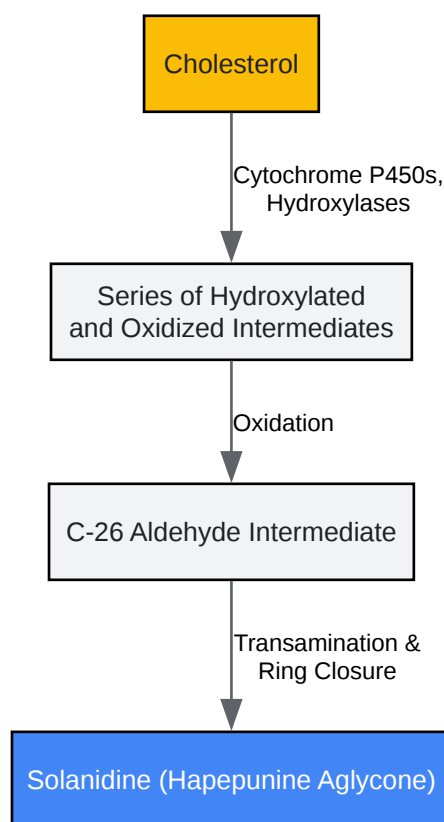 Cholesterol
Cytochrome P450s,
Hydroxylases
Series of Hydroxylated
and Oxidized Intermediates
Oxidation
C-26 Aldehyde Intermediate
Transamination &
Ring Closure
Solanidine (Hapepunine Aglycone)